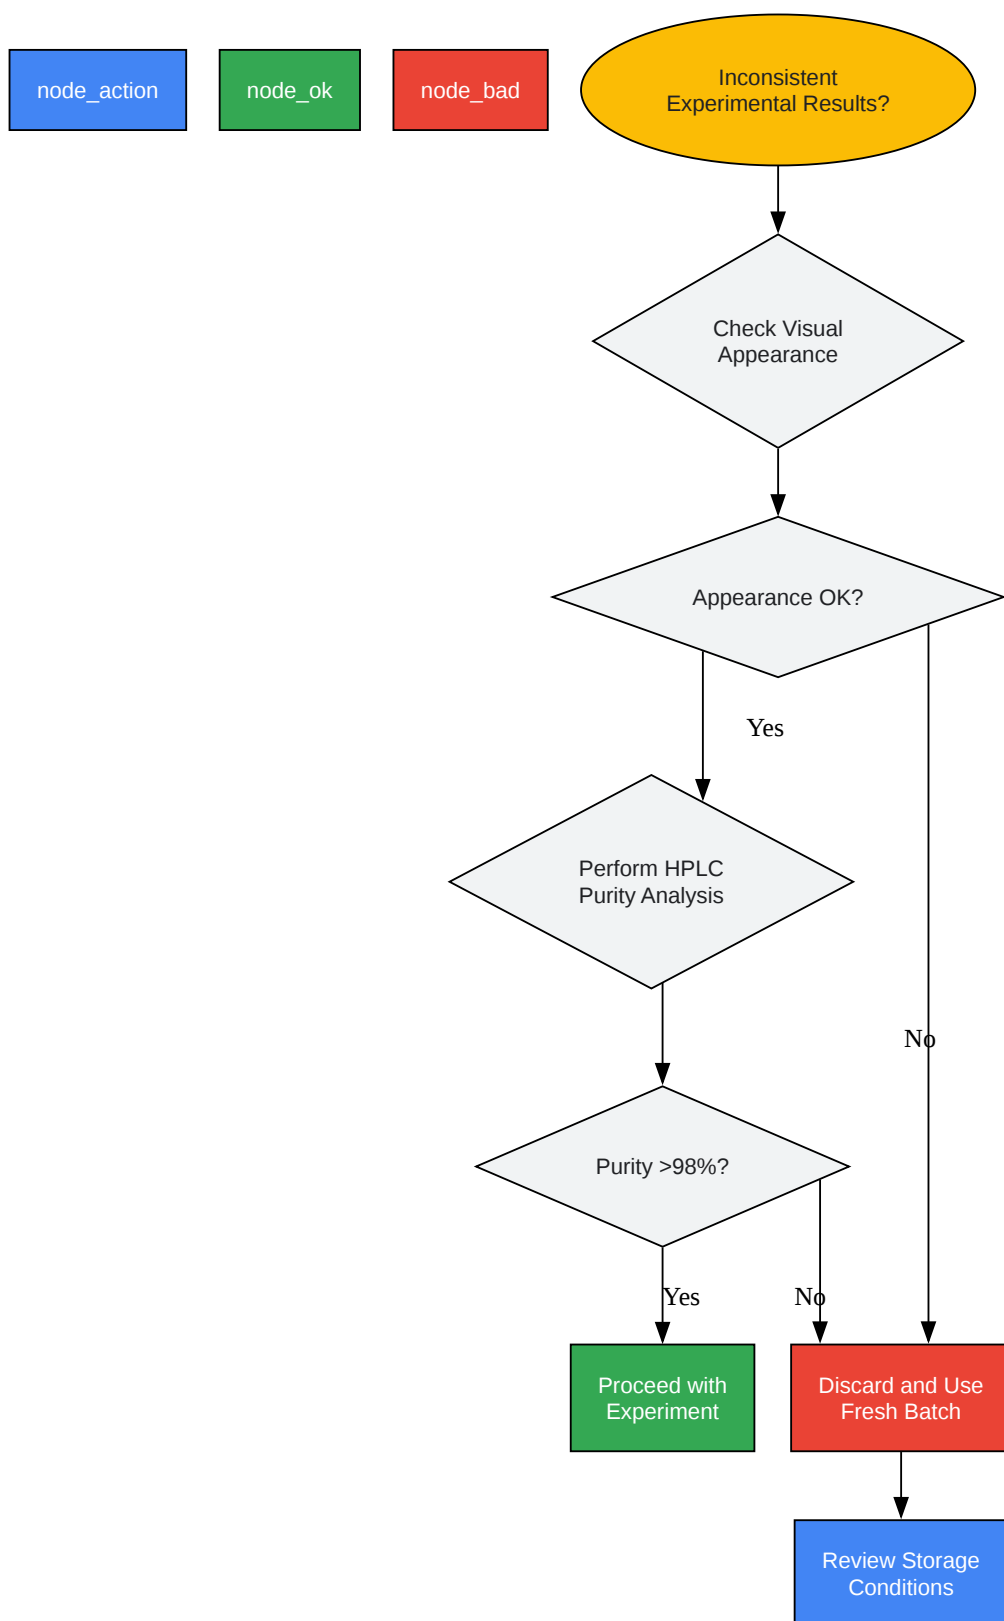 node_action
node_ok
node_bad
Inconsistent
Experimental Results?
Check Visual
Appearance
Appearance OK?
Yes
Perform HPLC
Purity Analysis
No
Purity >98%?
Yes
No
Proceed with
Experiment
Discard and Use
Fresh Batch
Review Storage
Conditions